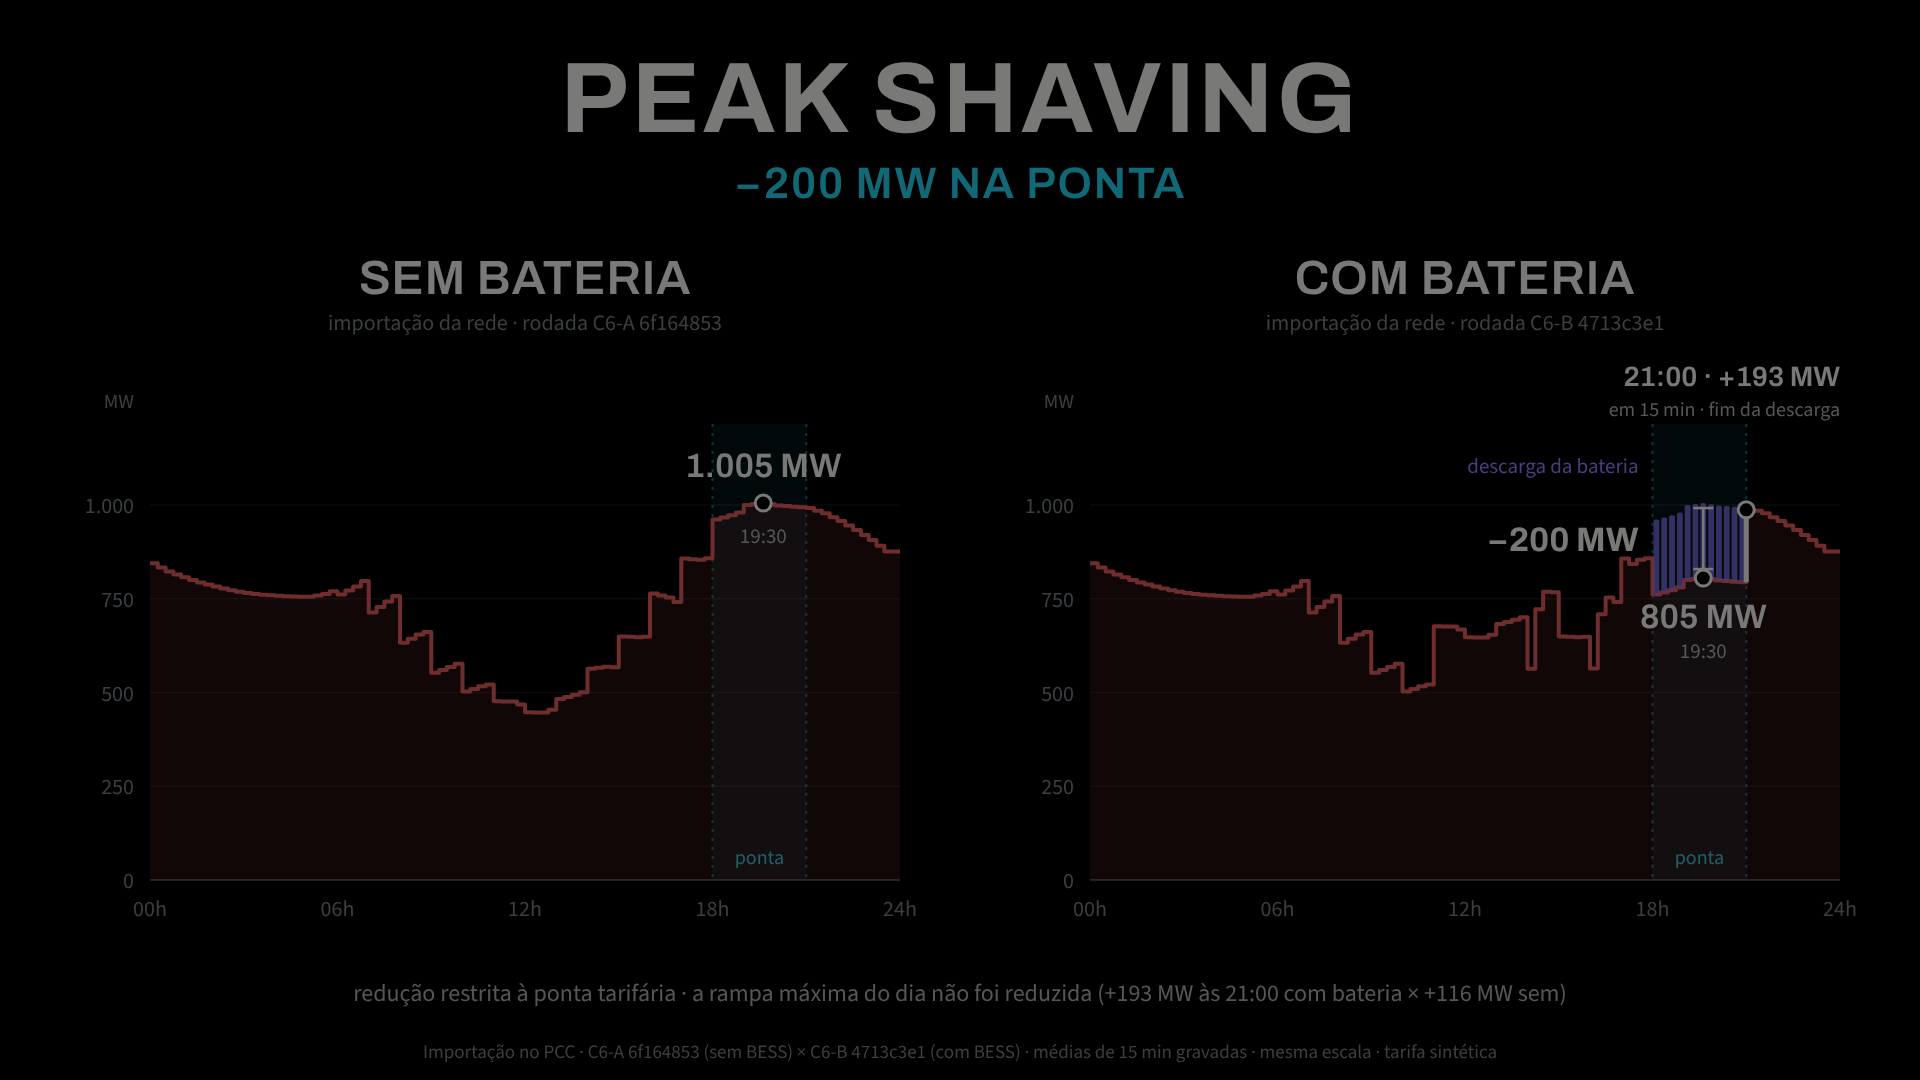 PEAK SHAVING
–200 MW NA PONTA
SEM BATERIA
importação da rede · rodada C6-A 6f164853
MW
1.000
750
500
250
0
1.005 MW
19:30
ponta
00h
06h
12h
18h
24h
COM BATERIA
importação da rede · rodada C6-B 4713c3e1
21:00 · +193 MW
em 15 min · fim da descarga
MW
descarga da bateria
1.000
–200 MW
750
805 MW
19:30
500
250
ponta
0
00h
06h
12h
18h
24h
redução restrita à ponta tarifária · a rampa máxima do dia não foi reduzida (+193 MW às 21:00 com bateria × +116 MW sem)
Importação no PCC · C6-A 6f164853 (sem BESS) × C6-B 4713c3e1 (com BESS) · médias de 15 min gravadas · mesma escala · tarifa sintética